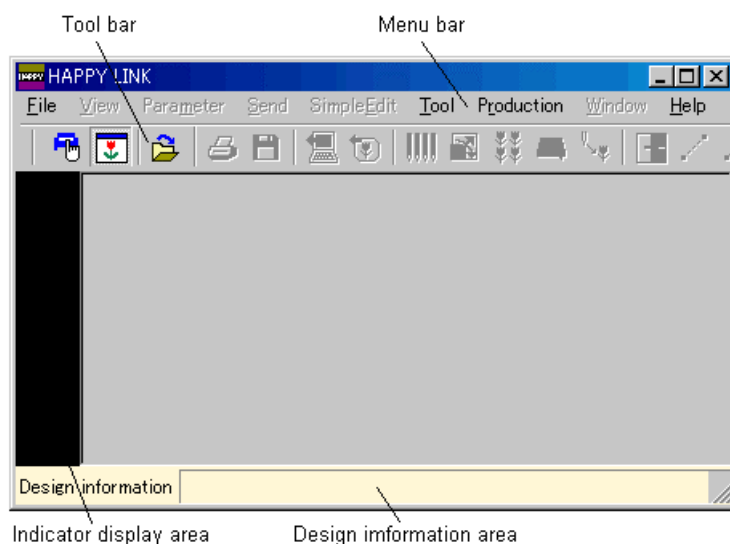 Tool bar Menu bar
HAPPY HAPPY LINK
File View Parameter Send SimpleEdit Tool Production Window Help
Design information
Indicator display area Design imformation area